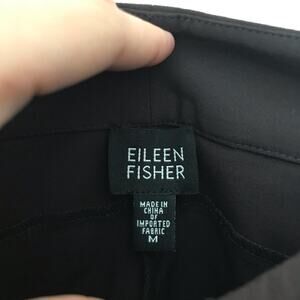 EILEEN
FISHER
MADE IN
CHINA
OF
IMPORTED
FABRIC
M